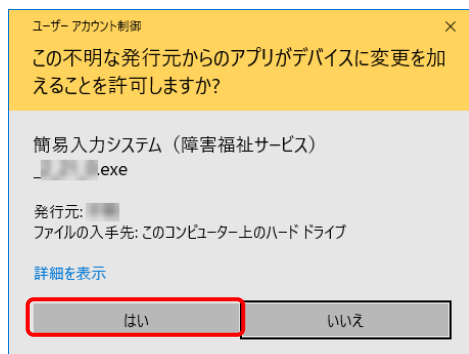 ユーザー アカウント制御
この不明な発行元からのアプリがデバイスに変更を加
えることを許可しますか?
簡易入力システム（障害福祉サービス）
_.exe
発行元:
ファイルの入手先: このコンピューター上のハード ドライブ
詳細を表示
はい
いいえ